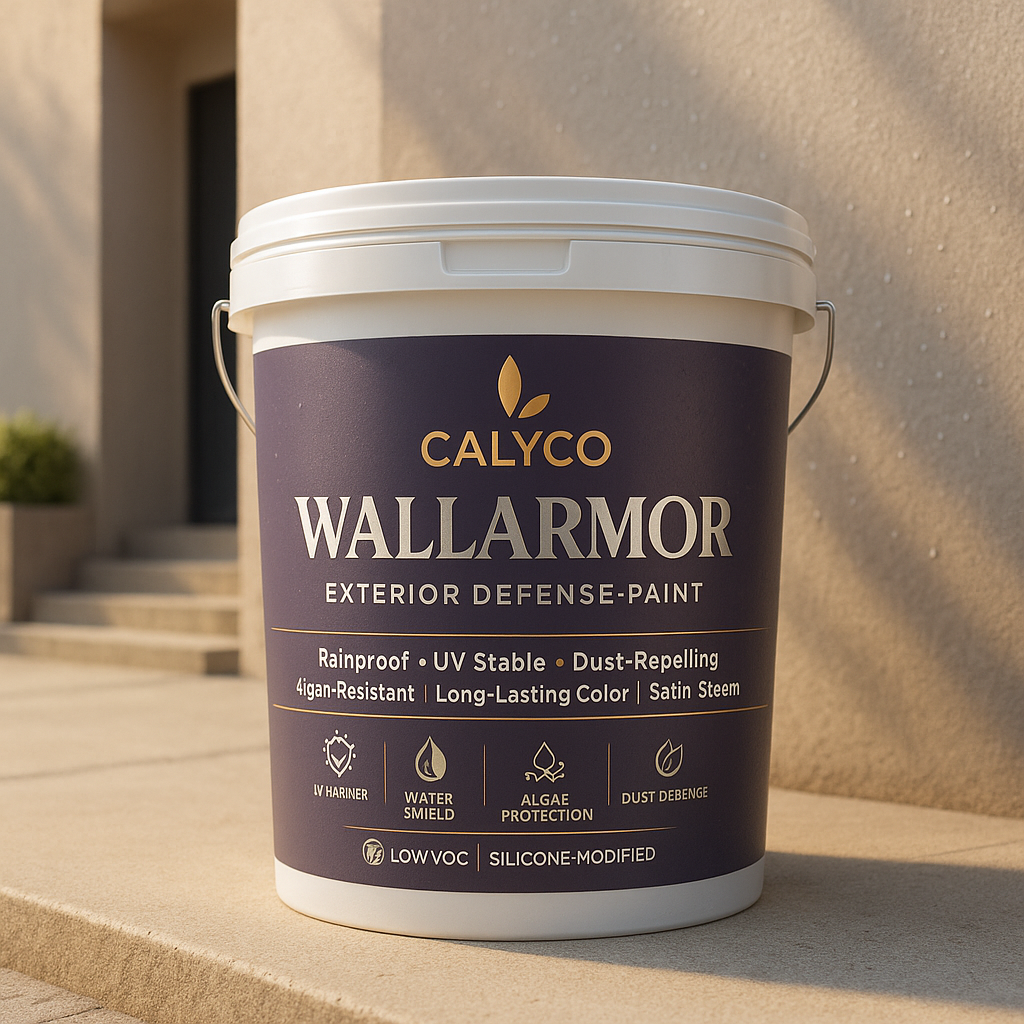 CALYCO
WALLARMOR
EXTERIOR DEFENSE-PAINT
Rainproof • UV Stable • Dust-Repelling
4igan-Resistant | Long-Lasting Color | Satin Steem
LV HARINER
WATER
SMIELD
ALGAE
PROTECTION
DUST DEBENGE
LOW VOC | SILICONE-MODIFIED